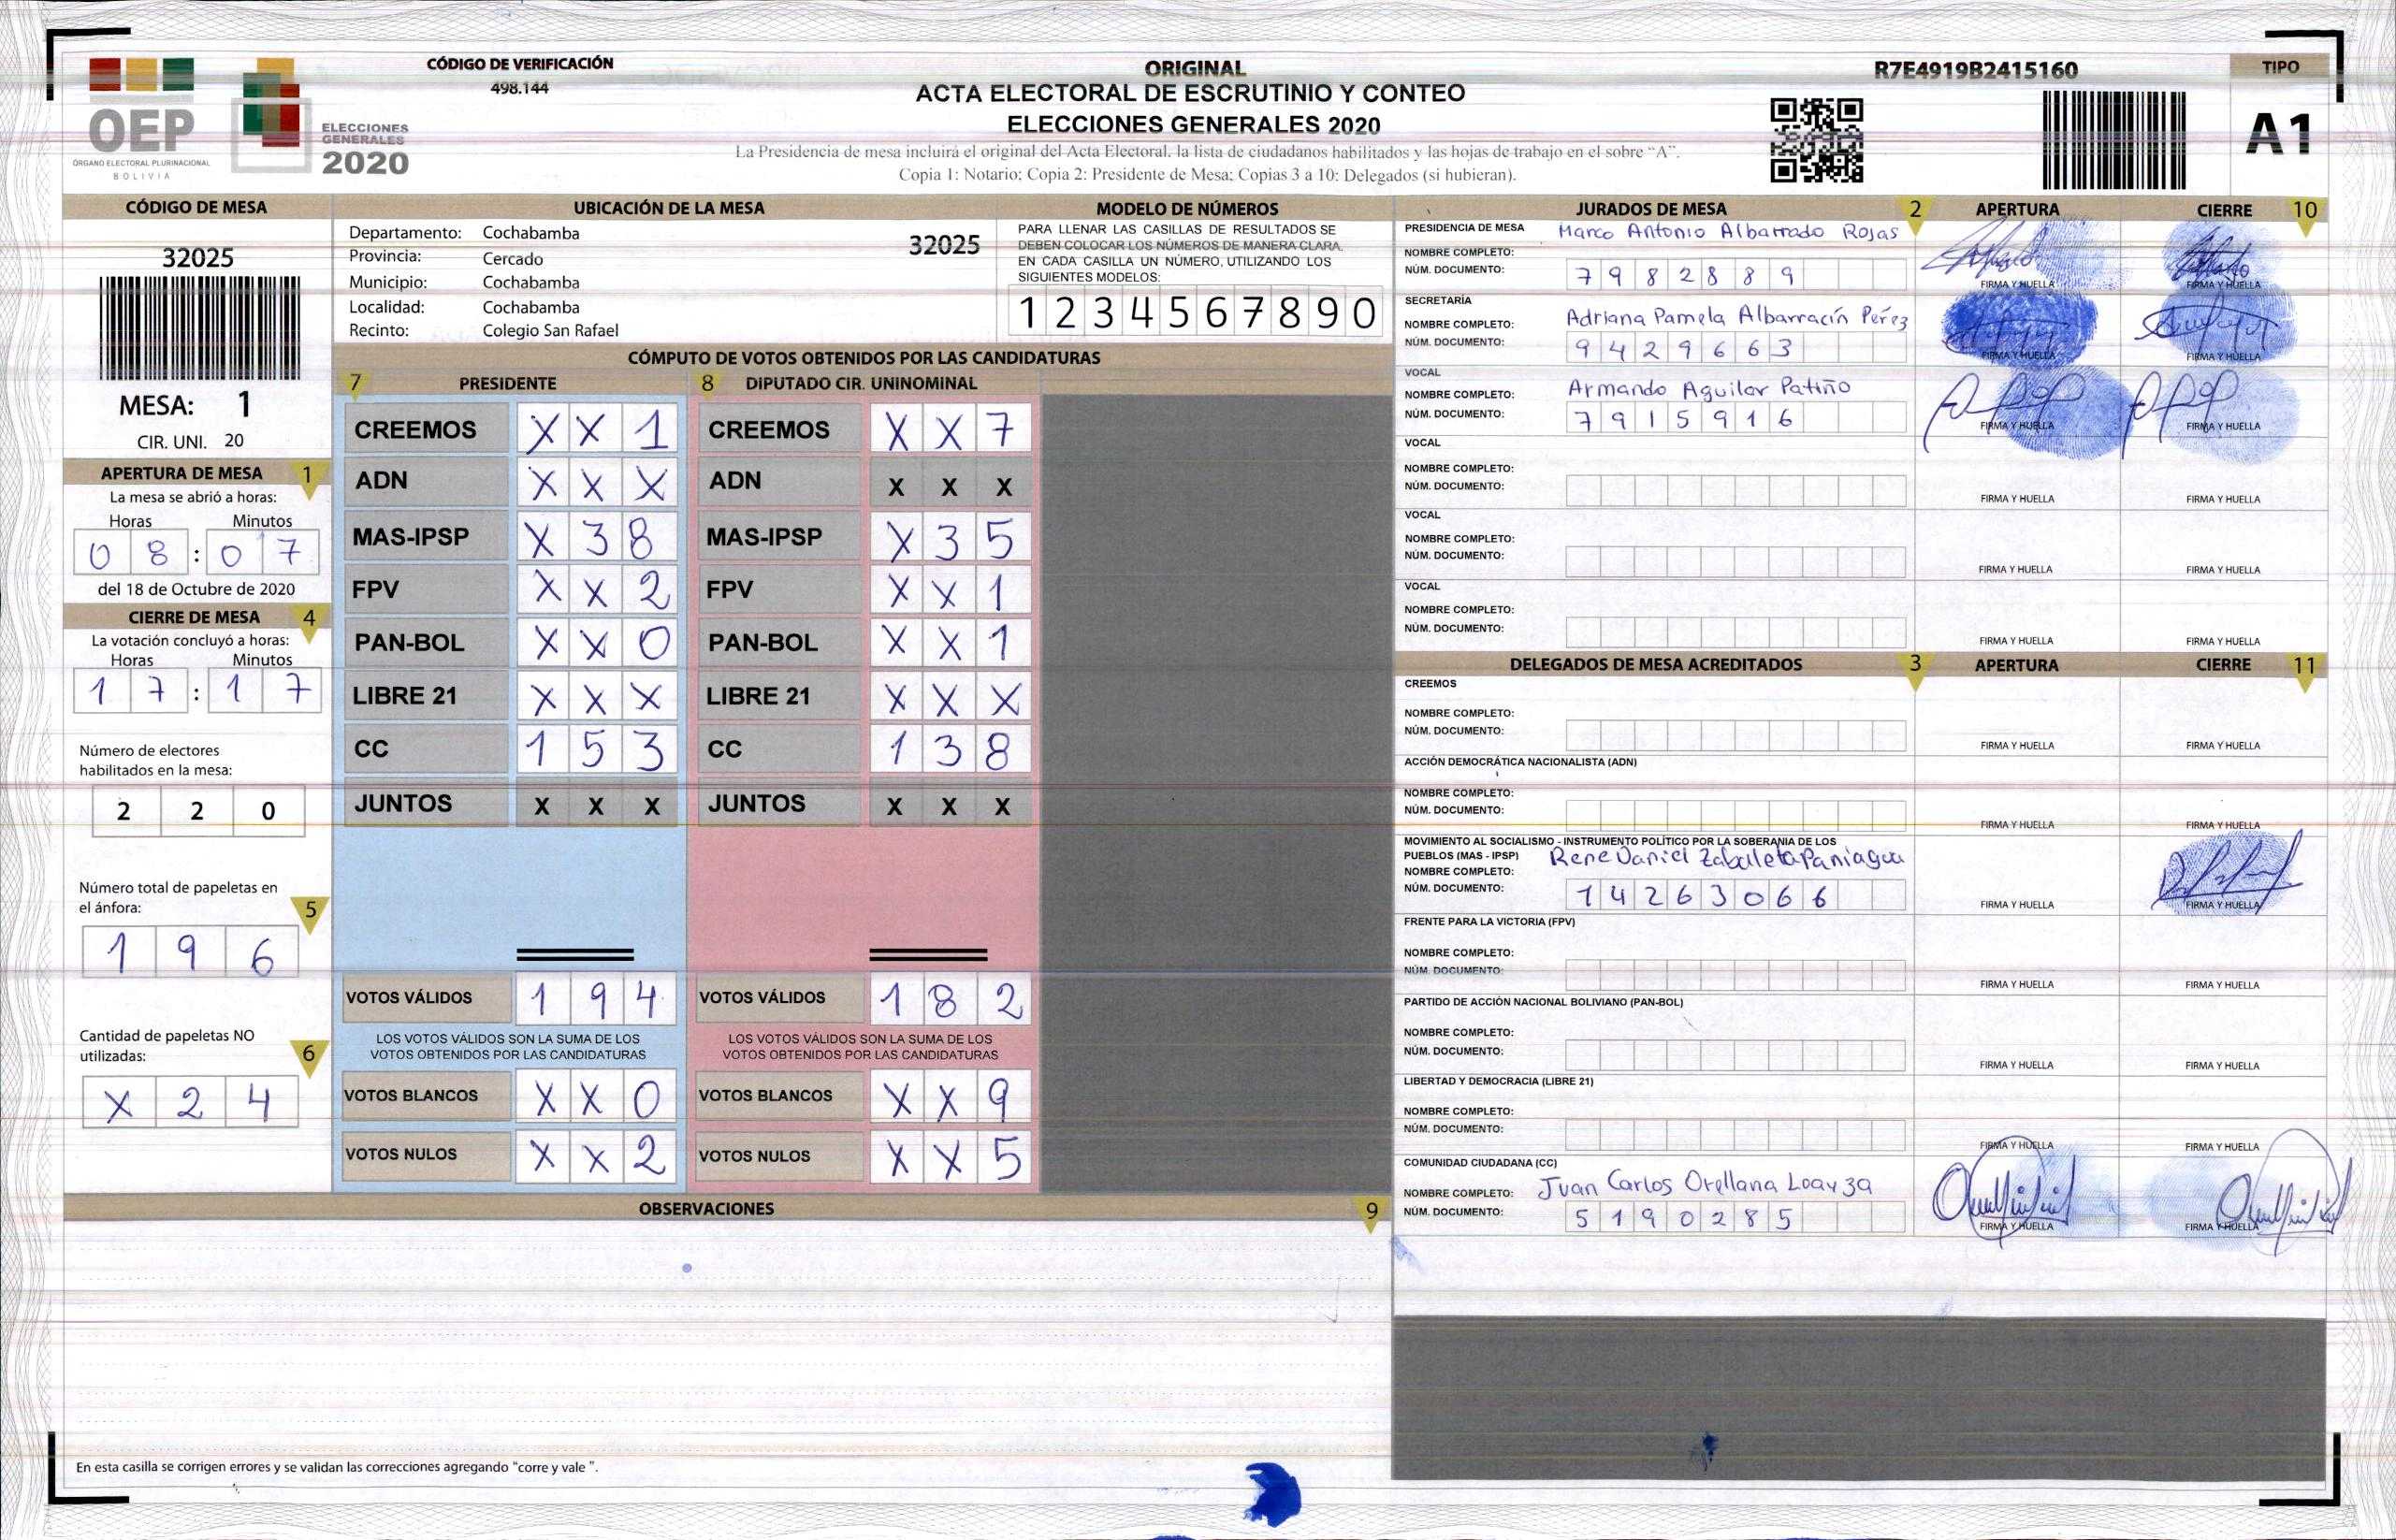 CÓDIGO DE VERIFICACIÓN
498.144
ORIGINAL
ACTA ELECTORAL DE ESCRUTINIO Y CONTEO
ELECCIONES GENERALES 2020
La Presidencia de mesa incluirá el original del Acta Electoral, la lista de ciudadanos habilitados y las hojas de trabajo en el sobre “A”.
Copia 1: Notario; Copia 2: Presidente de Mesa; Copias 3 a 10: Delegados (si hubieran).
R7E4919B2415160
TIPO
A1
OEP
ÓRGANO ELECTORAL PLURINACIONAL
BOLIVIA
ELECCIONES
GENERALES
2020
CÓDIGO DE MESA
32025
MESA: 1
CIR. UNI. 20
APERTURA DE MESA 1
La mesa se abrió a horas:
Horas Minutos
0 8 : 0 7
del 18 de Octubre de 2020
CIERRE DE MESA 4
La votación concluyó a horas:
Horas Minutos
1 7 : 1 7
Número de electores
habilitados en la mesa:
2 2 0
Número total de papeletas en
el ánfora: 5
1 9 6
Cantidad de papeletas NO
utilizadas: 6
X 2 4
UBICACIÓN DE LA MESA
Departamento: Cochabamba
32025
Provincia: Cercado
Municipio: Cochabamba
Localidad: Cochabamba
Recinto: Colegio San Rafael
MODELO DE NÚMEROS
PARA LLENAR LAS CASILLAS DE RESULTADOS SE
DEBEN COLOCAR LOS NÚMEROS DE MANERA CLARA.
EN CADA CASILLA UN NÚMERO, UTILIZANDO LOS
SIGUIENTES MODELOS:
1 2 3 4 5 6 7 8 9 0
CÓMPUTO DE VOTOS OBTENIDOS POR LAS CANDIDATURAS
7 PRESIDENTE 8 DIPUTADO CIR. UNINOMINAL
CREEMOS X X 1 CREEMOS X X 7
ADN X X X ADN X X X
MAS-IPSP X 3 8 MAS-IPSP X 3 5
FPV X X 2 FPV X X 1
PAN-BOL X X 0 PAN-BOL X X 1
LIBRE 21 X X X LIBRE 21 X X X
CC 1 5 3 CC 1 3 8
JUNTOS X X X JUNTOS X X X
VOTOS VÁLIDOS 1 9 4 VOTOS VÁLIDOS 1 8 2
LOS VOTOS VÁLIDOS SON LA SUMA DE LOS LOS VOTOS VÁLIDOS SON LA SUMA DE LOS
VOTOS OBTENIDOS POR LAS CANDIDATURAS VOTOS OBTENIDOS POR LAS CANDIDATURAS
VOTOS BLANCOS X X 0 VOTOS BLANCOS X X 9
VOTOS NULOS X X 2 VOTOS NULOS X X 5
OBSERVACIONES 9
En esta casilla se corrigen errores y se validan las correcciones agregando "corre y vale ".
JURADOS DE MESA 2 APERTURA CIERRE 10
PRESIDENCIA DE MESA Marco Antonio Albarrado Rojas
NOMBRE COMPLETO:
NÚM. DOCUMENTO: 7 9 8 2 8 8 9
FIRMA Y HUELLA FIRMA Y HUELLA
SECRETARÍA
NOMBRE COMPLETO: Adriana Pamela Albarracín Perez
NÚM. DOCUMENTO: 9 4 2 9 6 6 3
FIRMA Y HUELLA FIRMA Y HUELLA
VOCAL
NOMBRE COMPLETO: Armando Aguilar Patiño
NÚM. DOCUMENTO: 7 9 1 5 9 1 6
FIRMA Y HUELLA FIRMA Y HUELLA
VOCAL
NOMBRE COMPLETO:
NÚM. DOCUMENTO:
FIRMA Y HUELLA FIRMA Y HUELLA
VOCAL
NOMBRE COMPLETO:
NÚM. DOCUMENTO:
FIRMA Y HUELLA FIRMA Y HUELLA
VOCAL
NOMBRE COMPLETO:
NÚM. DOCUMENTO:
FIRMA Y HUELLA FIRMA Y HUELLA
DELEGADOS DE MESA ACREDITADOS 3 APERTURA CIERRE 11
CREEMOS
NOMBRE COMPLETO:
NÚM. DOCUMENTO:
FIRMA Y HUELLA FIRMA Y HUELLA
ACCIÓN DEMOCRÁTICA NACIONALISTA (ADN)
NOMBRE COMPLETO:
NÚM. DOCUMENTO:
FIRMA Y HUELLA FIRMA Y HUELLA
MOVIMIENTO AL SOCIALISMO - INSTRUMENTO POLÍTICO POR LA SOBERANIA DE LOS
PUEBLOS (MAS - IPSP) Rene Daniel Zabaleta Paniagua
NOMBRE COMPLETO:
NÚM. DOCUMENTO: 1 4 2 6 3 0 6 6
FIRMA Y HUELLA FIRMA Y HUELLA
FRENTE PARA LA VICTORIA (FPV)
NOMBRE COMPLETO:
NÚM. DOCUMENTO:
FIRMA Y HUELLA FIRMA Y HUELLA
PARTIDO DE ACCIÓN NACIONAL BOLIVIANO (PAN-BOL)
NOMBRE COMPLETO:
NÚM. DOCUMENTO:
FIRMA Y HUELLA FIRMA Y HUELLA
LIBERTAD Y DEMOCRACIA (LIBRE 21)
NOMBRE COMPLETO:
NÚM. DOCUMENTO:
FIRMA Y HUELLA FIRMA Y HUELLA
COMUNIDAD CIUDADANA (CC)
NOMBRE COMPLETO: Juan Carlos Orellana Loayza
NÚM. DOCUMENTO: 5 1 9 0 2 8 5
FIRMA Y HUELLA FIRMA Y HUELLA